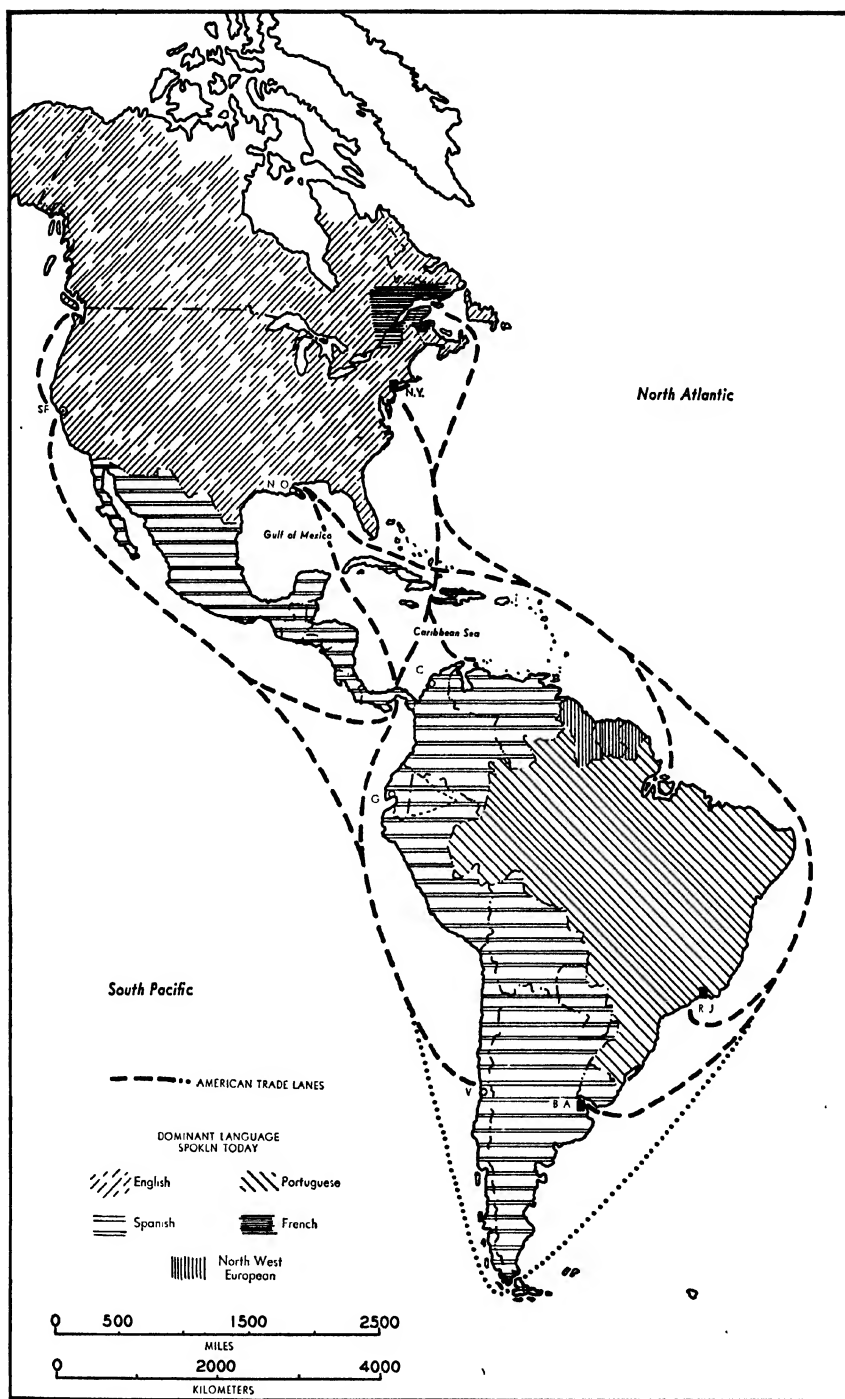 N.Y.
North Atlantic
SF
N O
Gulf of Mexico
Caribbean Sea
C
G
South Pacific
R J
AMERICAN TRADE LANES
V
B A
DOMINANT LANGUAGE
SPOKLN TODAY
English
Portuguese
Spanish
French
North West
European
0 500 1500 2500
MILES
0 2000 4000
KILOMETERS